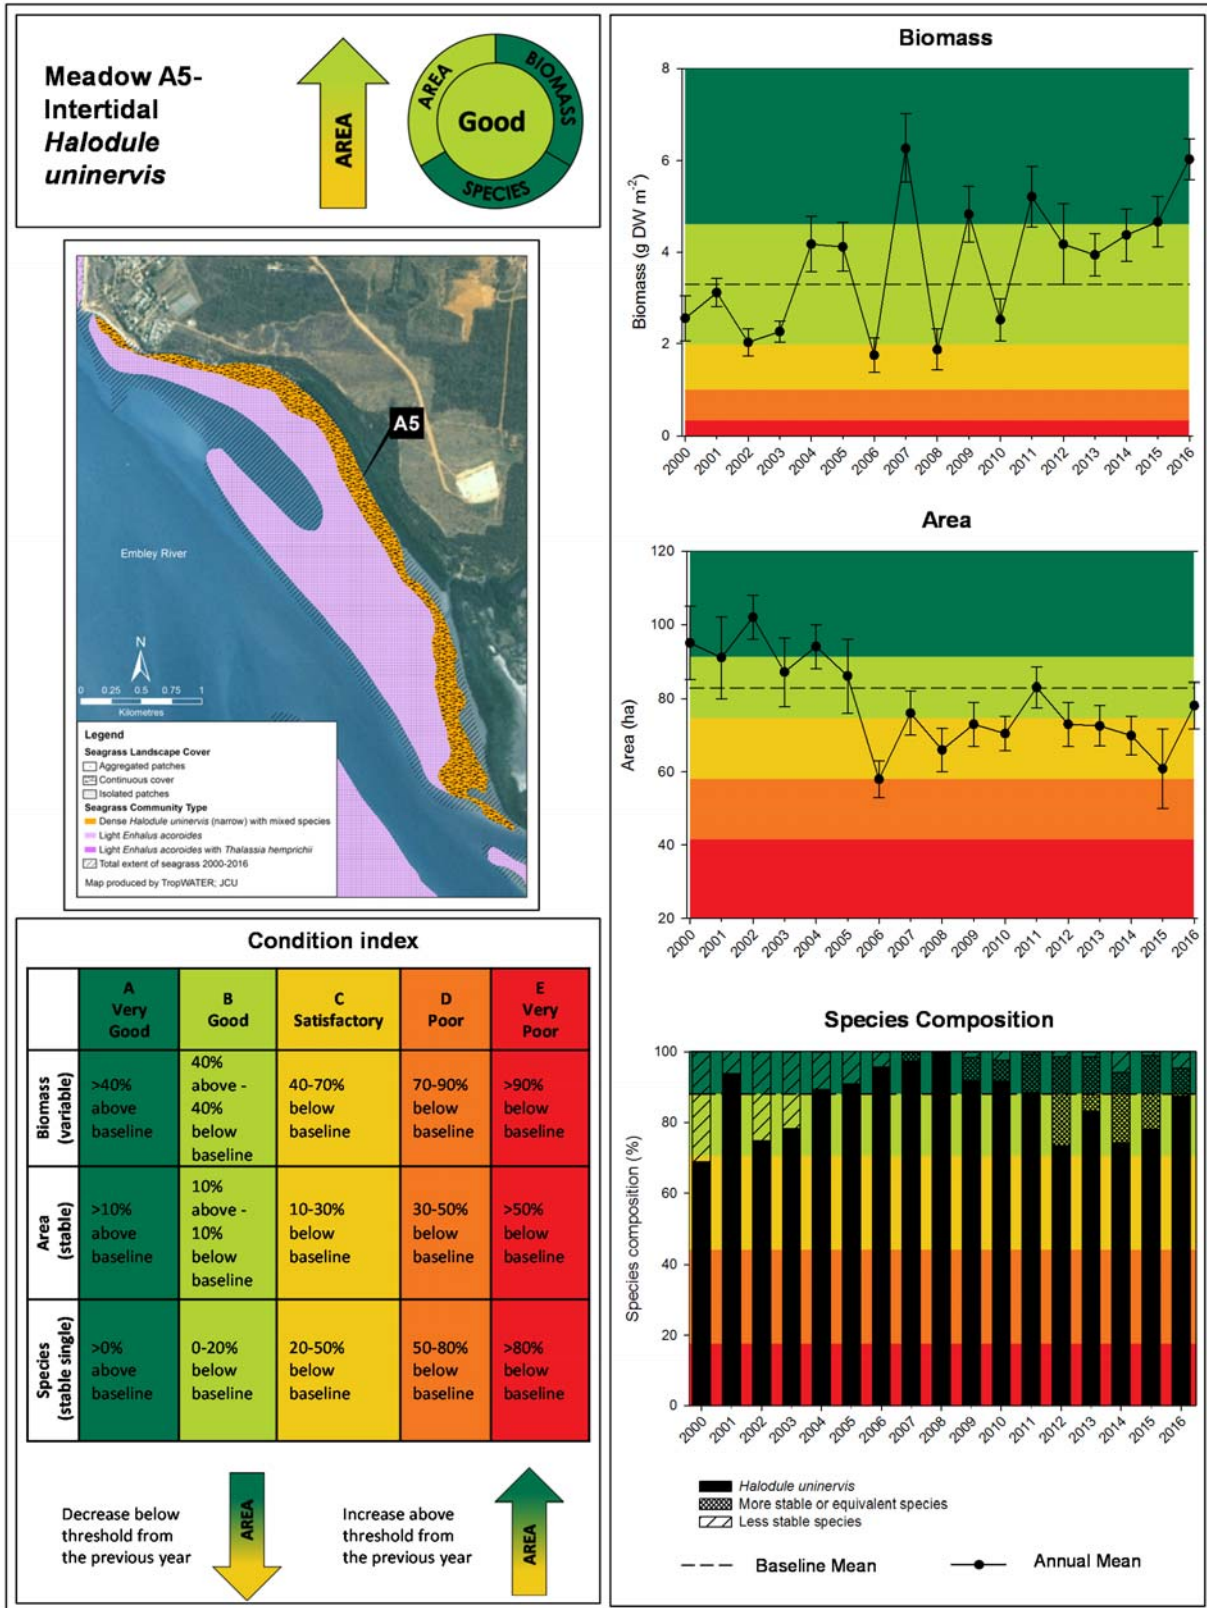 Meadow A5-
Intertidal
Halodule
uninervis
AREA
AREA
BIOMASS
SPECIES
Good
A5
Embley River
N
0 0.25 0.5 0.75 1
Kilometres
Legend
Seagrass Landscape Cover
Aggregated patches
Continuous cover
Isolated patches
Seagrass Community Type
Dense Halodule uninervis (narrow) with mixed species
Light Enhalus acoroides
Light Enhalus acoroides with Thalassia hemprichii
Total extent of seagrass 2000-2016
Map produced by TropWATER; JCU
Condition index
A
Very
Good
B
Good
C
Satisfactory
D
Poor
E
Very
Poor
Biomass
(variable)
>40%
above
baseline
40%
above -
40%
below
baseline
40-70%
below
baseline
70-90%
below
baseline
>90%
below
baseline
Area
(stable)
>10%
above
baseline
10%
above -
10%
below
baseline
10-30%
below
baseline
30-50%
below
baseline
>50%
below
baseline
Species
(stable single)
>0%
above
baseline
0-20%
below
baseline
20-50%
below
baseline
50-80%
below
baseline
>80%
below
baseline
Decrease below
threshold from
the previous year
AREA
Increase above
threshold from
the previous year
AREA
Biomass
Biomass (g DW m⁻²)
8
6
4
2
0
2000 2001 2002 2003 2004 2005 2006 2007 2008 2009 2010 2011 2012 2013 2014 2015 2016
Area
Area (ha)
120
100
80
60
40
20
2000 2001 2002 2003 2004 2005 2006 2007 2008 2009 2010 2011 2012 2013 2014 2015 2016
Species Composition
Species composition (%)
100
80
60
40
20
0
2000 2001 2002 2003 2004 2005 2006 2007 2008 2009 2010 2011 2012 2013 2014 2015 2016
Halodule uninervis
More stable or equivalent species
Less stable species
Baseline Mean
Annual Mean